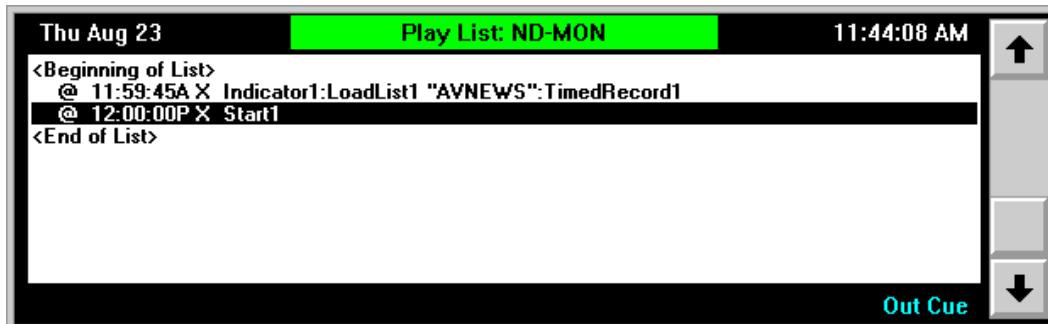 Thu Aug 23 Play List: ND-MON 11:44:08 AM
<Beginning of List>
@ 11:59:45A X Indicator1:LoadList1 "AVNEWS":TimedRecord1
@ 12:00:00P X Start1
<End of List>
Out Cue